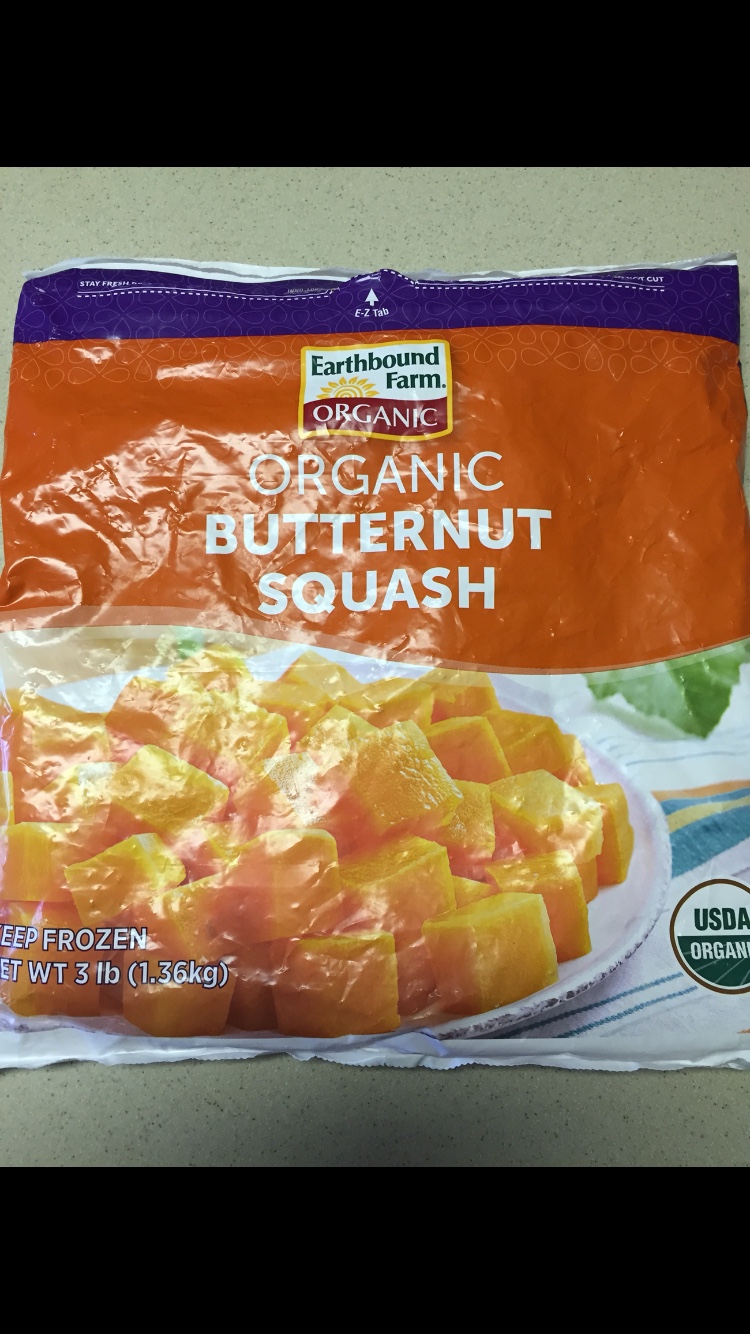 STAY FRESH
CUT
E-Z Tab
Earthbound
Farm.
ORGANIC
ORGANIC
BUTTERNUT
SQUASH
EEP FROZEN
ET WT 3 lb (1.36kg)
USDA
ORGANI